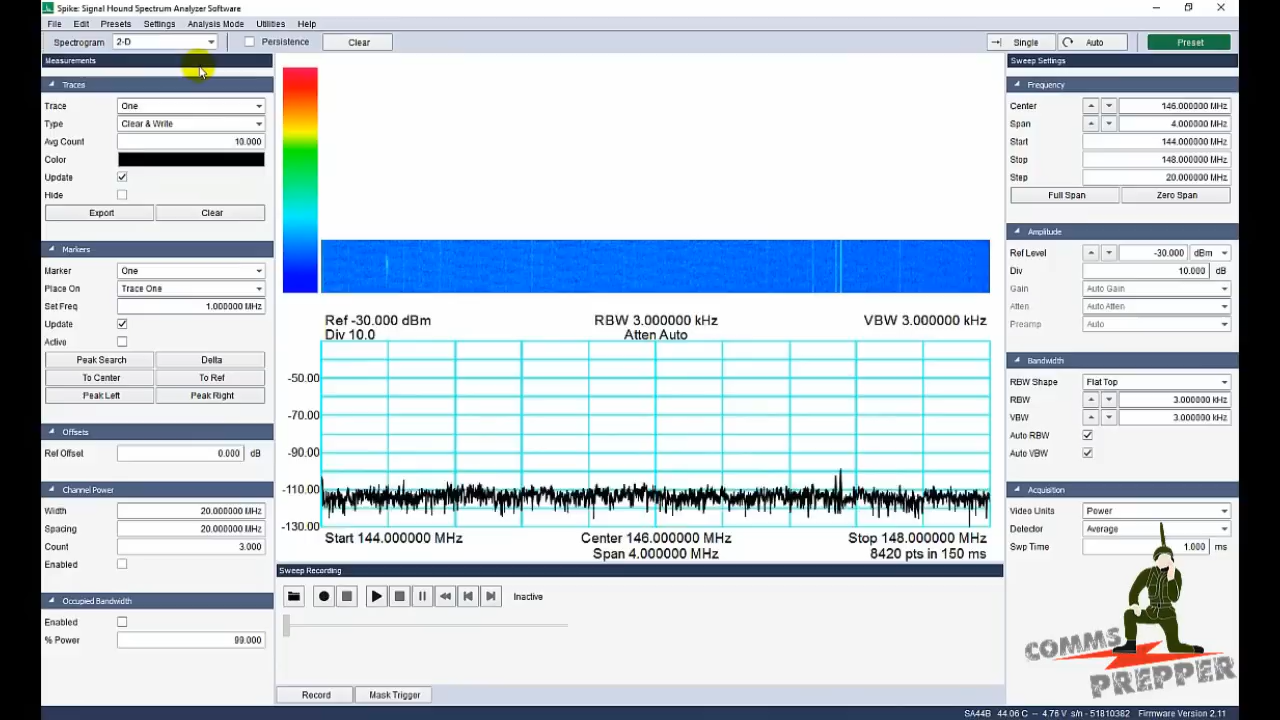 Spike: Signal Hound Spectrum Analyzer Software
File Edit Presets Settings Analysis Mode Utilities Help
Spectrogram 2-D Persistence Clear Single Auto Preset
Measurements
Traces
Trace One
Type Clear & Write
Avg Count 10.000
Color
Update
Hide
Export Clear
Markers
Marker One
Place On Trace One
Set Freq 1.000000 MHz
Update
Active
Peak Search Delta
To Center To Ref
Peak Left Peak Right
Offsets
Ref Offset 0.000 dB
Channel Power
Width 20.000000 MHz
Spacing 20.000000 MHz
Count 3.000
Enabled
Occupied Bandwidth
Enabled
% Power 99.000
Ref -30.000 dBm RBW 3.000000 kHz VBW 3.000000 kHz
Div 10.0 Atten Auto
-50.00
-70.00
-90.00
-110.00
-130.00
Start 144.000000 MHz Center 146.000000 MHz Stop 148.000000 MHz
Span 4.000000 MHz 8420 pts in 150 ms
Sweep Recording
Inactive
Record Mask Trigger
Sweep Settings
Frequency
Center 146.000000 MHz
Span 4.000000 MHz
Start 144.000000 MHz
Stop 148.000000 MHz
Step 20.000000 MHz
Full Span Zero Span
Amplitude
Ref Level -30.000 dBm
Div 10.000 dB
Gain Auto Gain
Atten Auto Atten
Preamp Auto
Bandwidth
RBW Shape Flat Top
RBW 3.000000 kHz
VBW 3.000000 kHz
Auto RBW
Auto VBW
Acquisition
Video Units Power
Detector Average
Swp Time 1.000 ms
COMMS
PREPPER
SA44B 44.06 C -- 4.76 V s/n - 51810382 Firmware Version 2.11